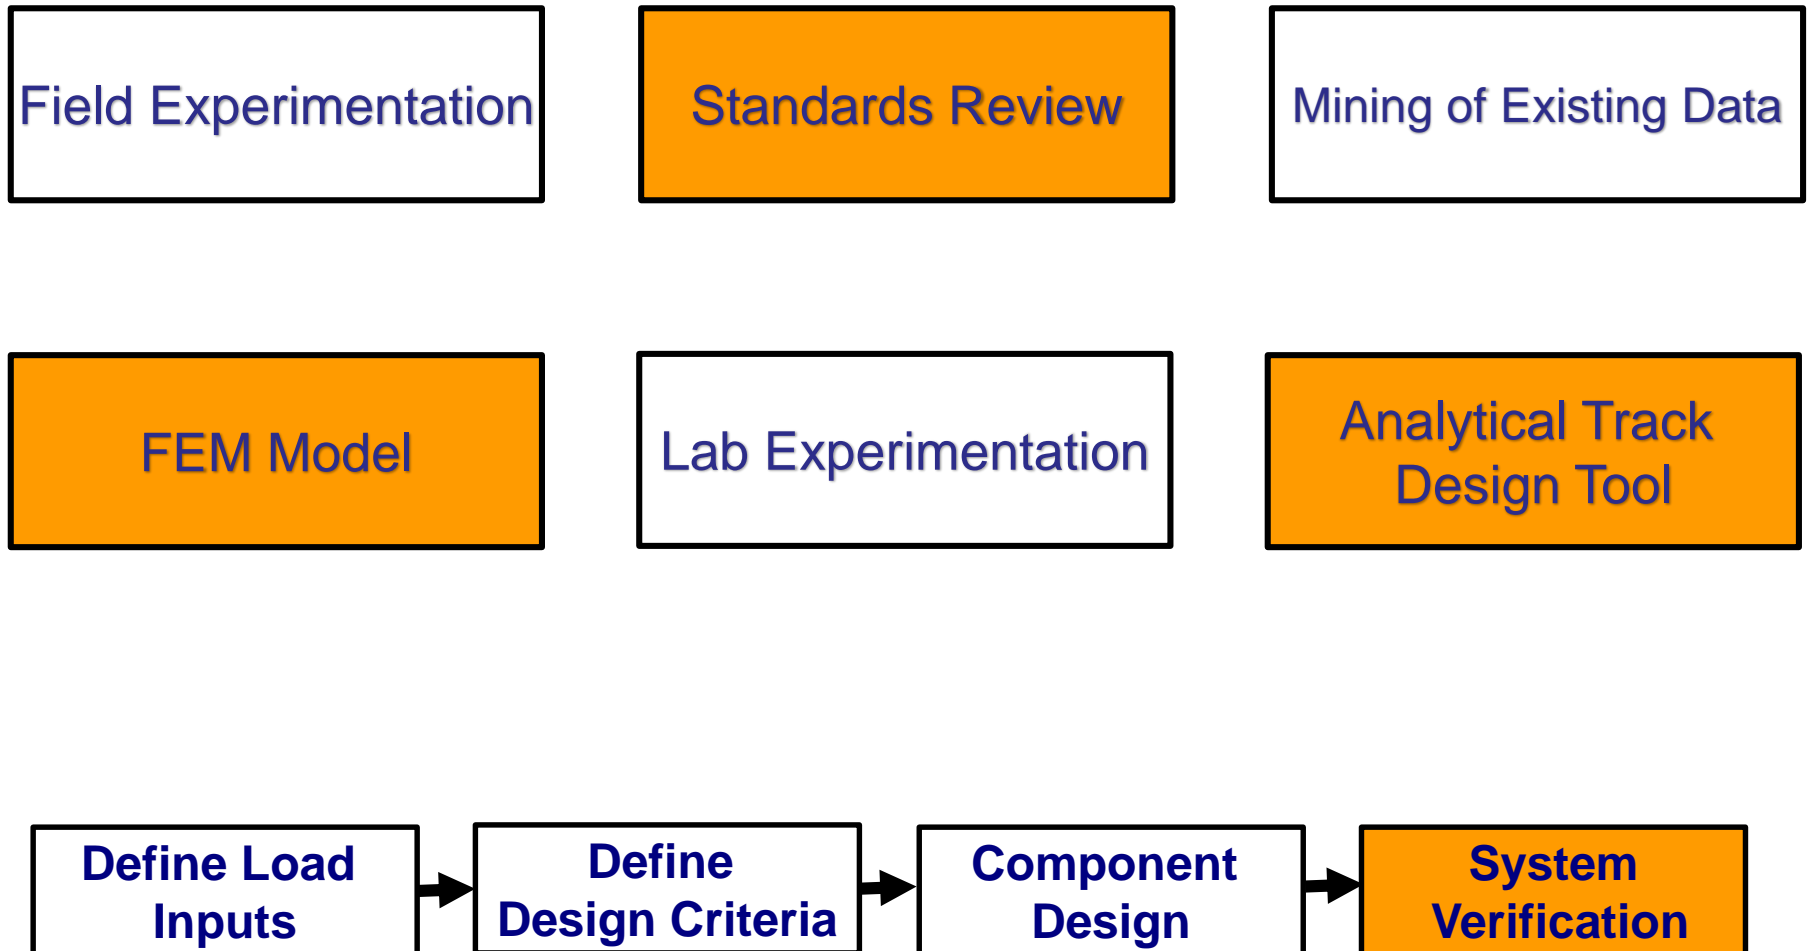 Field Experimentation
Standards Review
Mining of Existing Data
FEM Model
Lab Experimentation
Analytical Track
Design Tool
Define Load
Inputs
Define
Design Criteria
Component
Design
System
Verification